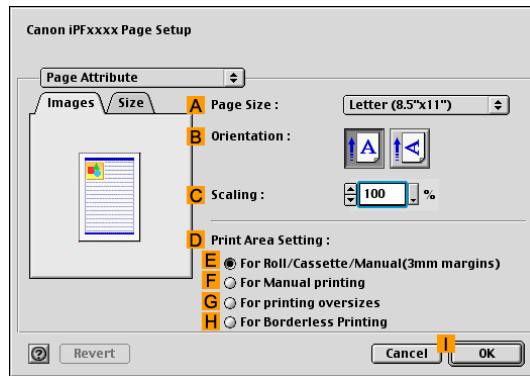 Canon iPFxxxx Page Setup
Page Attribute
Images Size
A Page Size : Letter (8.5"x11")
B Orientation : A A
C Scaling : 100 %
D Print Area Setting :
E For Roll/Cassette/Manual(3mm margins)
F For Manual printing
G For printing oversizes
H For Borderless Printing
? Revert Cancel I OK